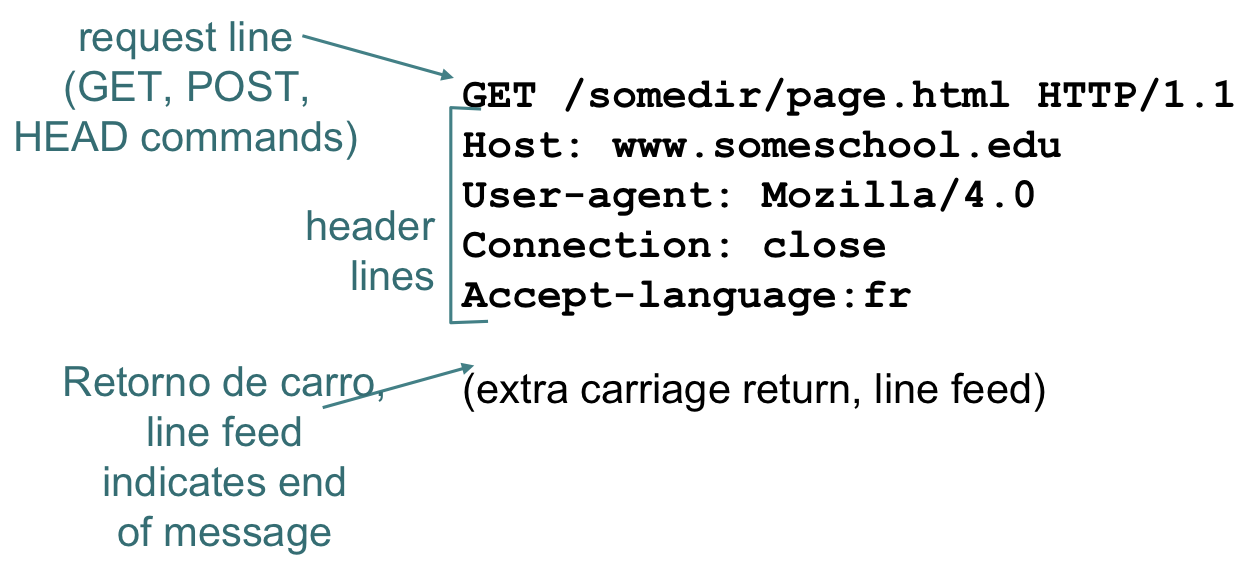 request line
(GET, POST,
HEAD commands)
GET /somedir/page.html HTTP/1.1
Host: www.someschool.edu
User-agent: Mozilla/4.0
Connection: close
Accept-language:fr
header
lines
Retorno de carro,
line feed
indicates end
of message
(extra carriage return, line feed)